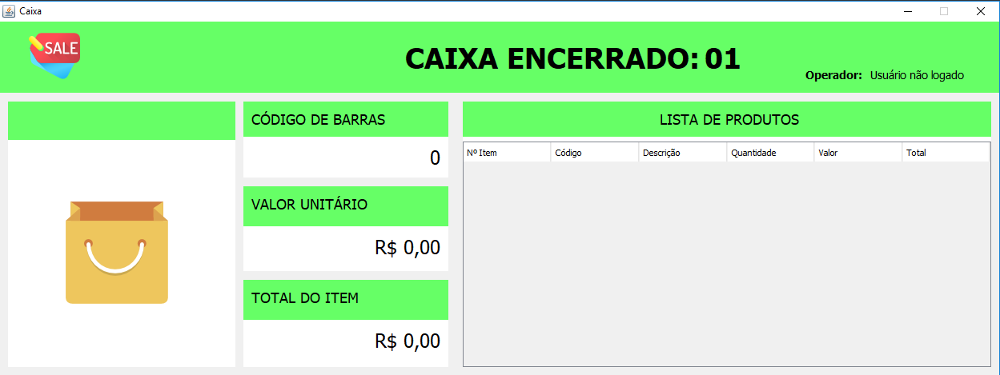 Caixa
SALE
CAIXA ENCERRADO: 01
Operador: Usuário não logado
CÓDIGO DE BARRAS
0
VALOR UNITÁRIO
R$ 0,00
TOTAL DO ITEM
R$ 0,00
LISTA DE PRODUTOS
Nº Item Código Descrição Quantidade Valor Total